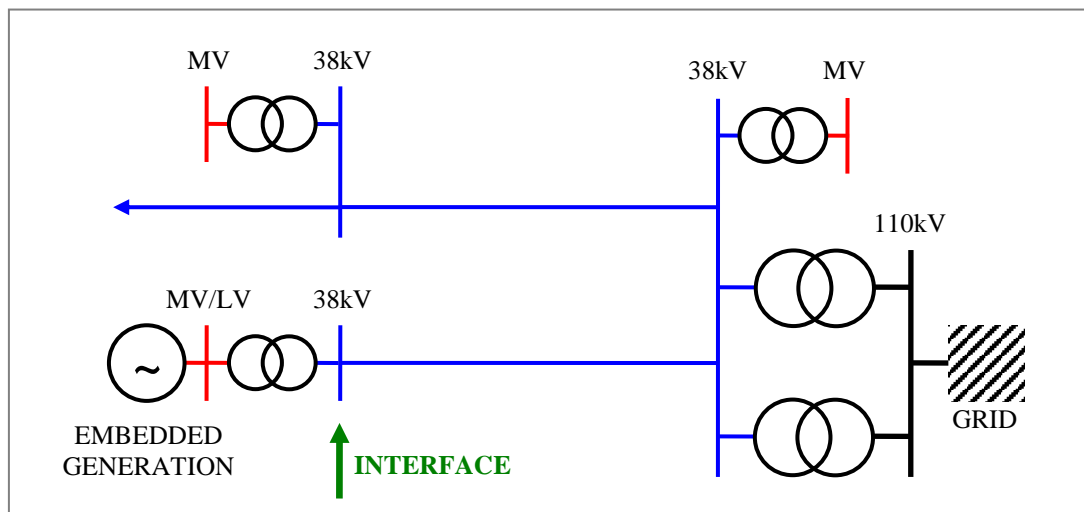 MV
38kV
38kV
MV
110kV
MV/LV
38kV
~
EMBEDDED
GENERATION
INTERFACE
GRID